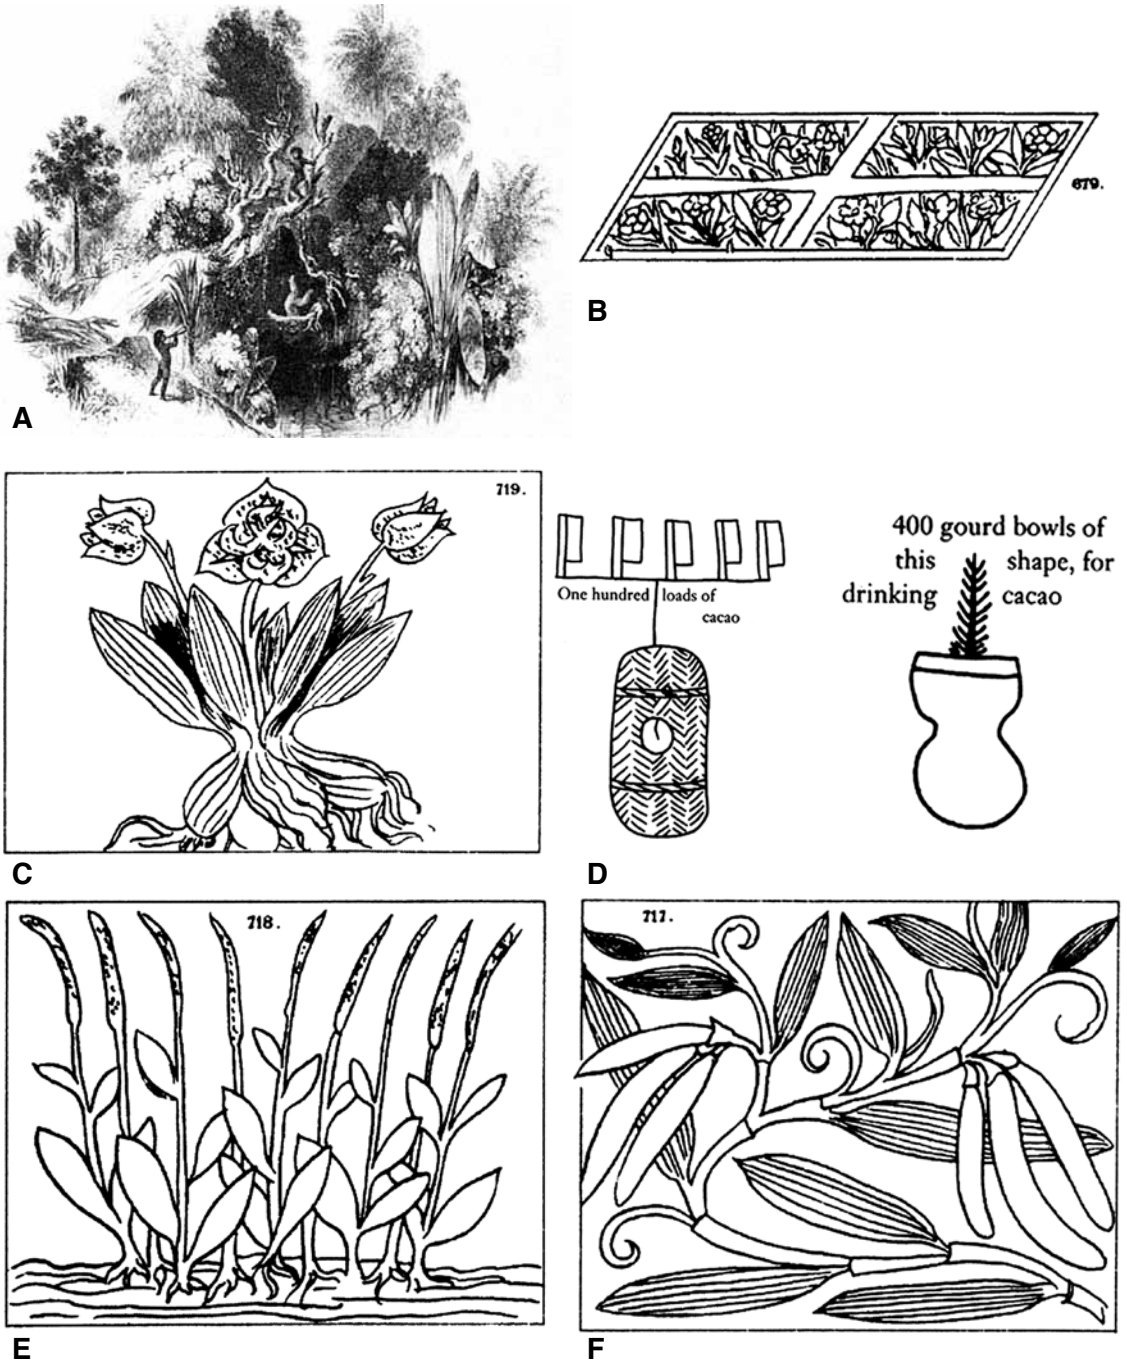 A
679.
B
719.
C
One hundred loads of
cacao
400 gourd bowls of
this shape, for
drinking cacao
D
718.
E
717.
F